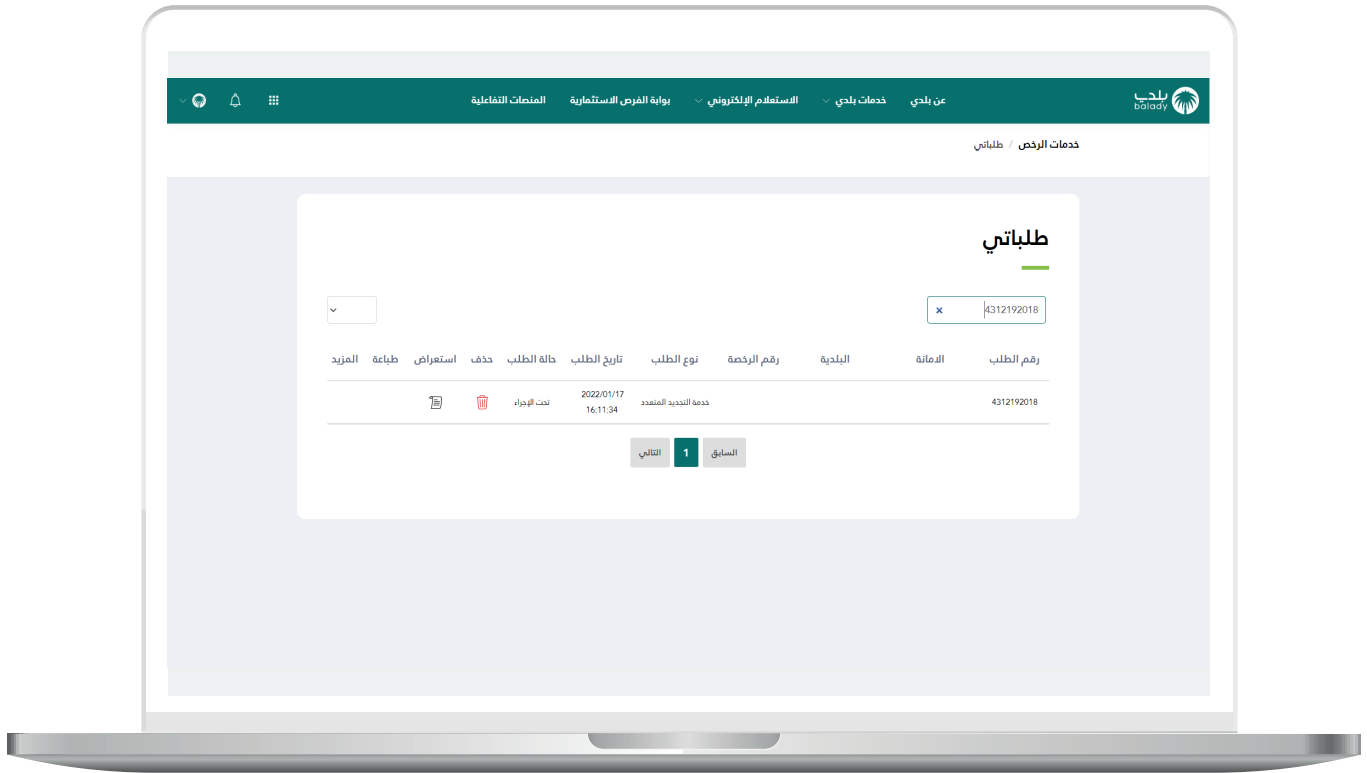 بلدي
balady
عن بلدي خدمات بلدي الاستعلام الإلكتروني بوابة الفرص الاستثمارية المنصات التفاعلية
خدمات الرخص / طلباتي
طلباتي
4312192018
رقم الطلب الامانة البلدية رقم الرخصة نوع الطلب تاريخ الطلب حالة الطلب حذف استعراض طباعة المزيد
4312192018 خدمة التجديد المتعدد 2022/01/17 تحت الإجراء
16:11:34
السابق 1 التالي